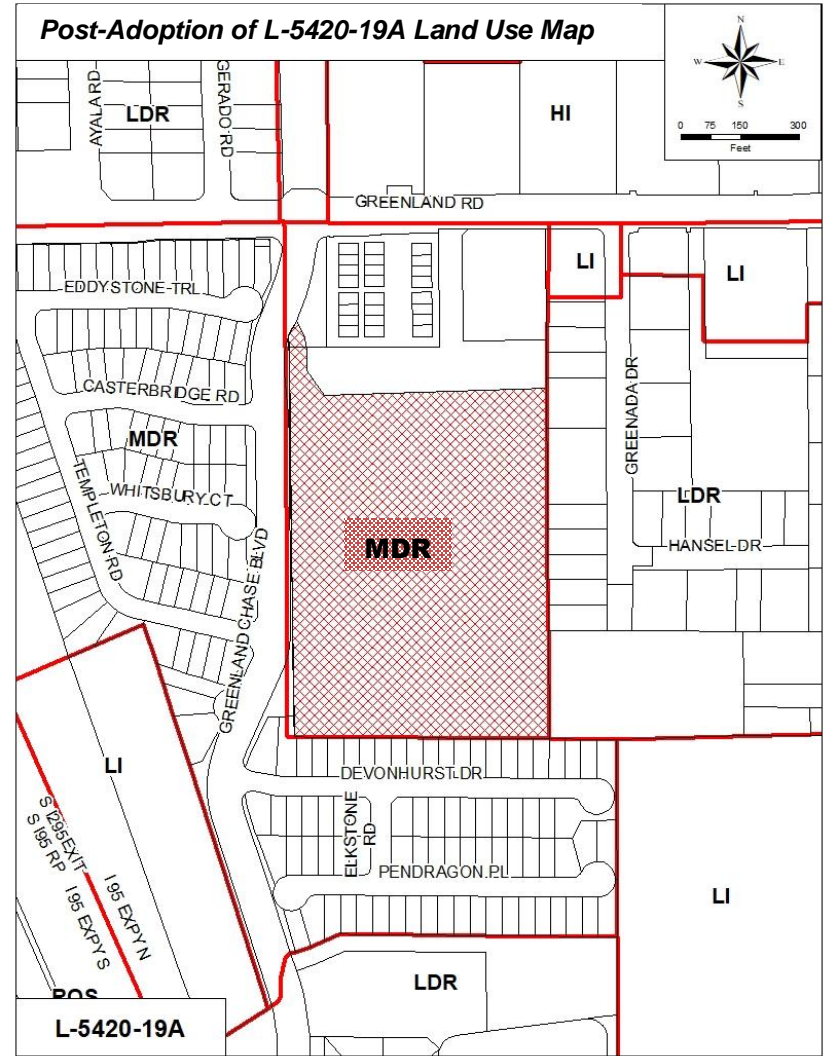 Post-Adoption of L-5420-19A Land Use Map
N
W
E
S
0 75 150 300
Feet
AYALA RD
LDR
GERADO RD
HI
GREENLAND RD
LI
LI
EDDYSTONE TRL
CASTERBRIDGE RD
MDR
WHITSBURY CT
TEMPLETON RD
GREENLAND CHASE BLVD
MDR
GREENADA DR
LDR
HANSEL DR
LI
DEVONHURST DR
ELKSTONE
RD
PENDRAGON PL
S I295 EXIT
S I95 RP
I 95 EXPY N
I 95 EXPY S
LI
LDR
ROS
L-5420-19A